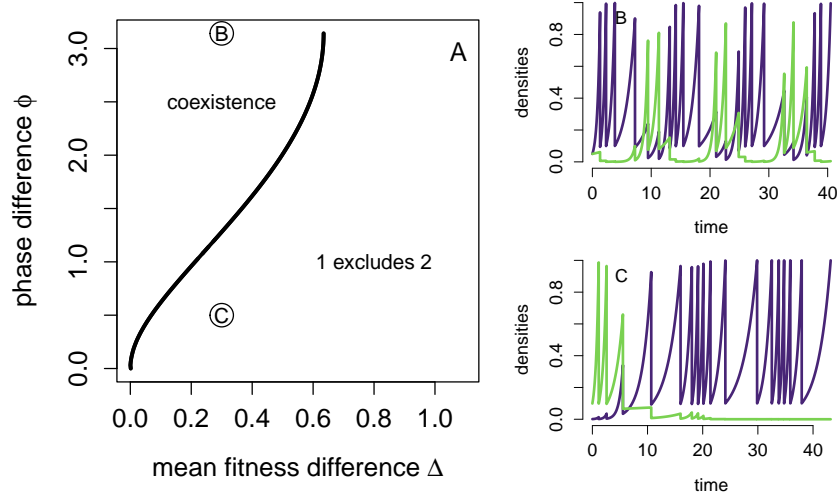 A
B
coexistence
1 excludes 2
C
phase difference ϕ
0.0 1.0 2.0 3.0
0.0 0.2 0.4 0.6 0.8 1.0
mean fitness difference Δ
B
densities
0.0 0.4 0.8
0 10 20 30 40
time
C
densities
0.0 0.4 0.8
0 10 20 30 40
time